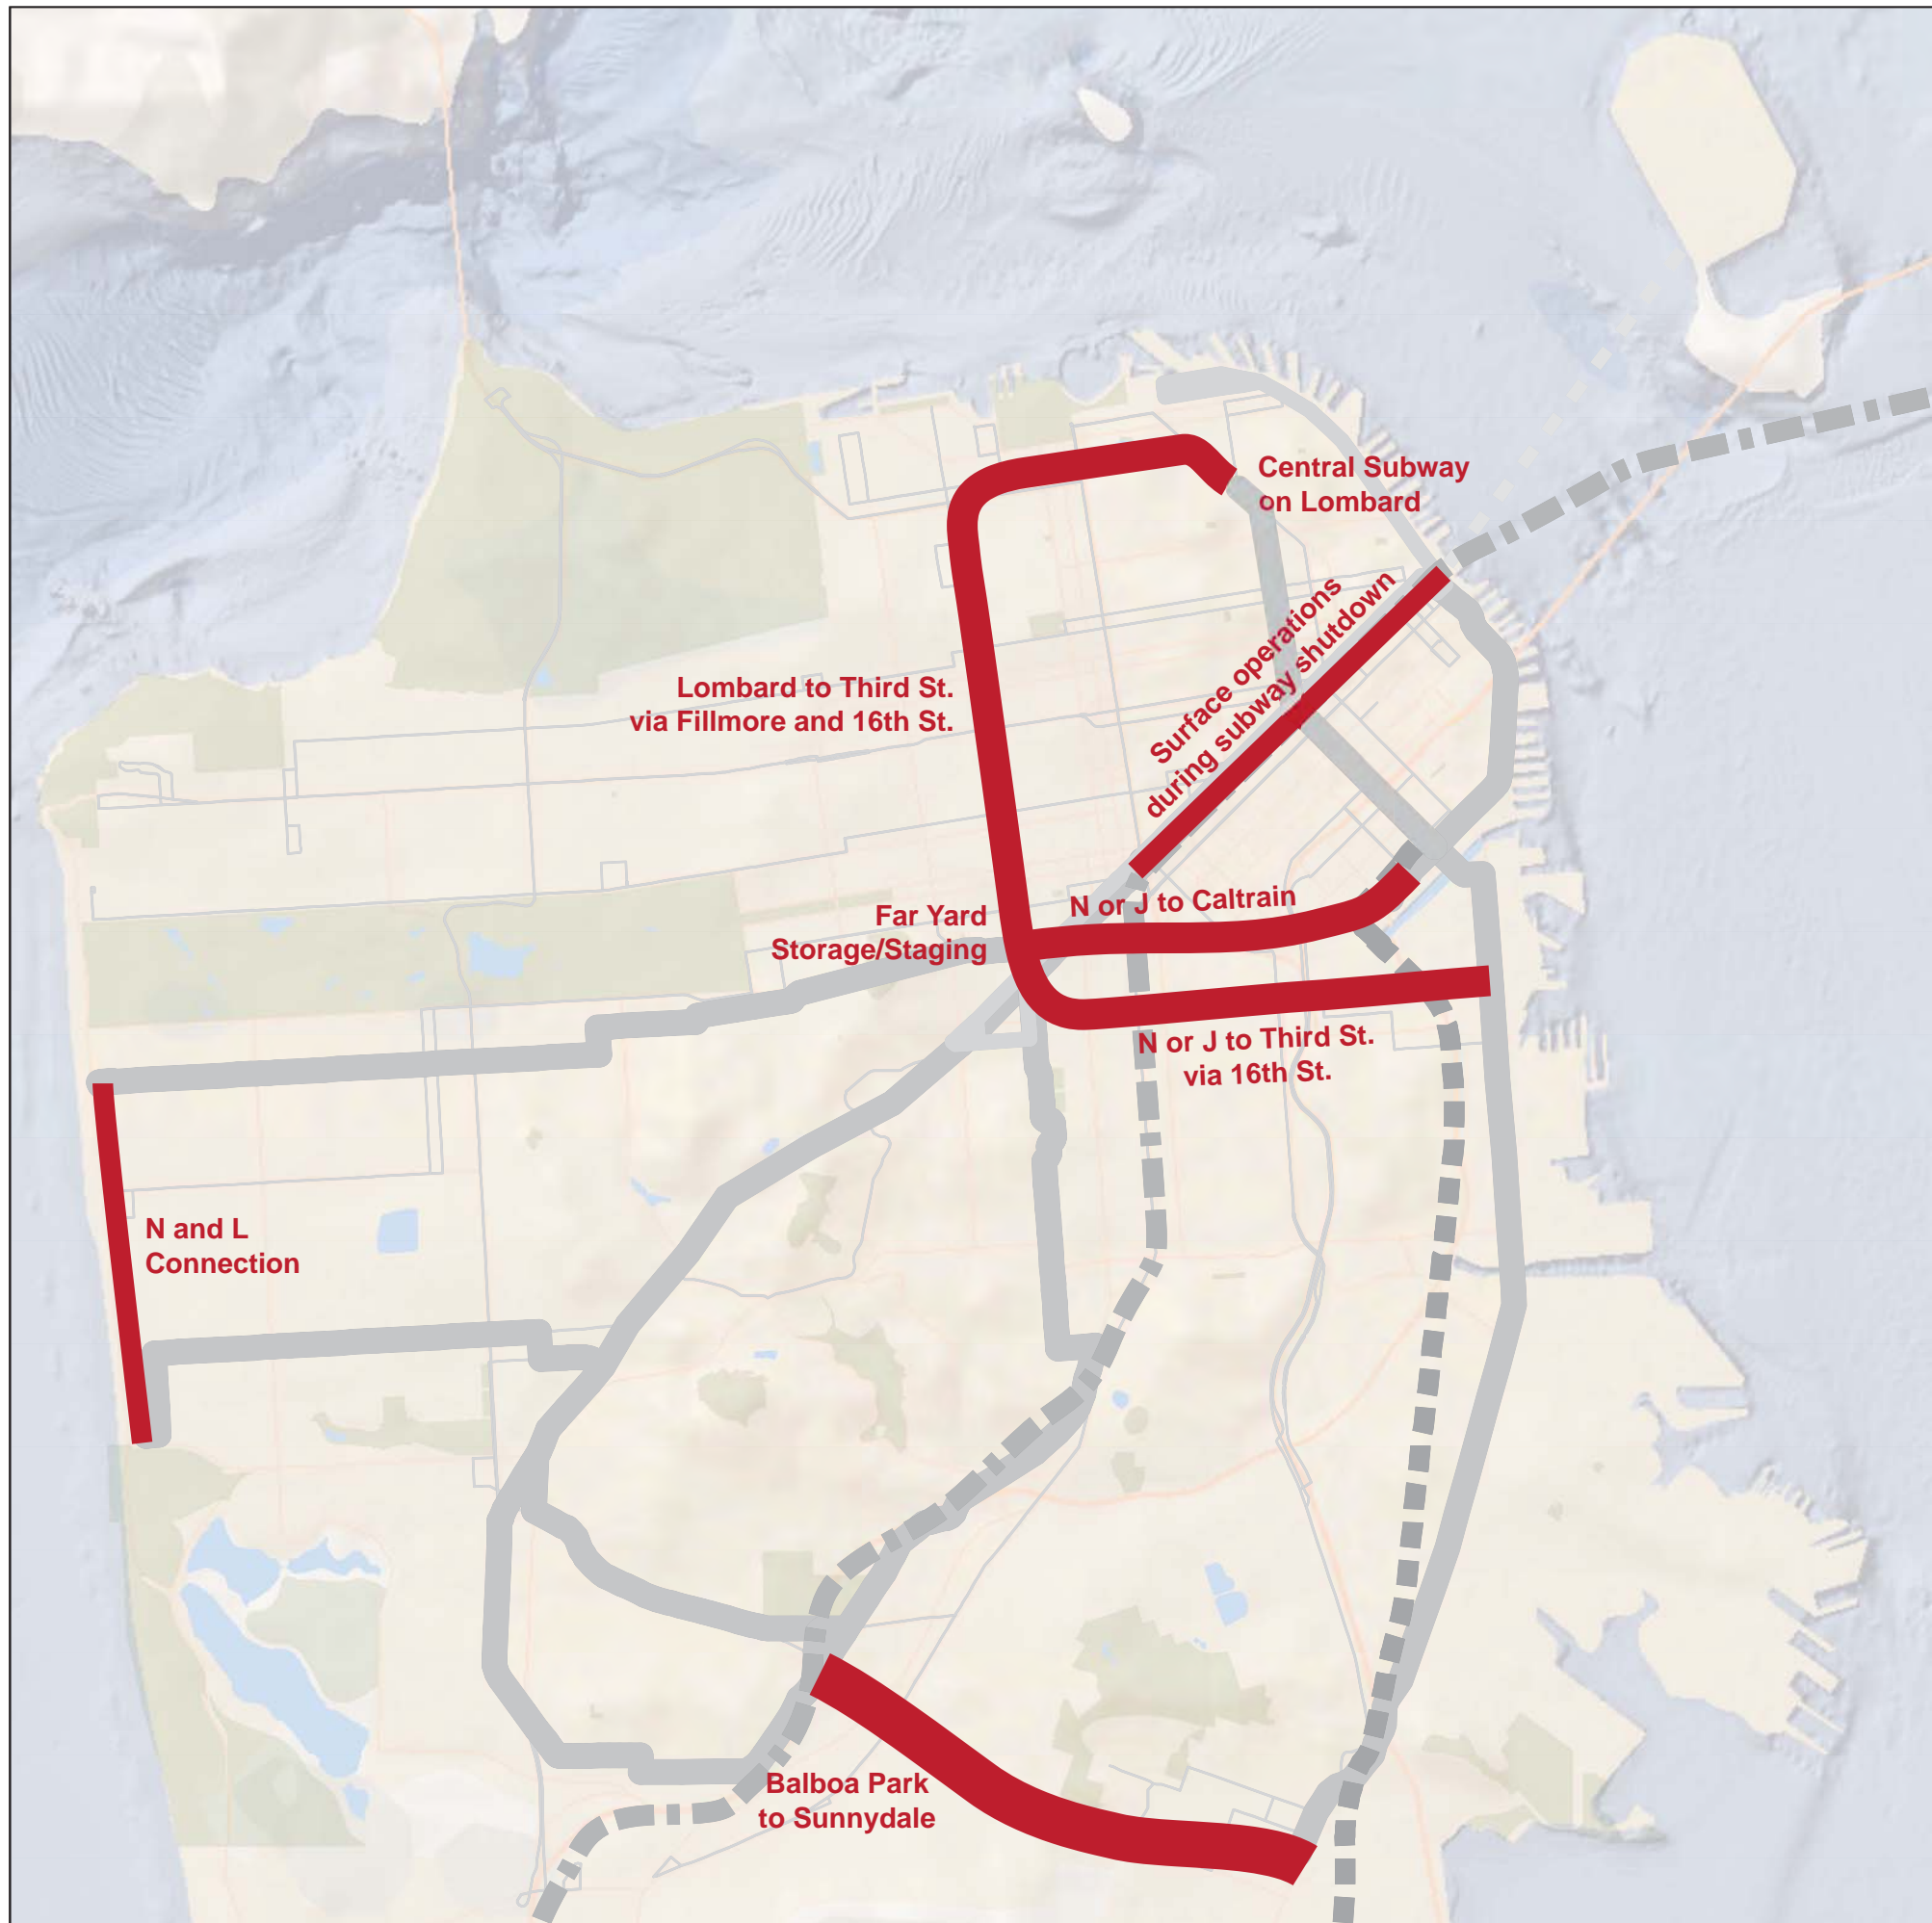 Central Subway
on Lombard
Surface operations
during subway shutdown
Lombard to Third St.
via Fillmore and 16th St.
N or J to Caltrain
Far Yard
Storage/Staging
N or J to Third St.
via 16th St.
N and L
Connection
Balboa Park
to Sunnydale